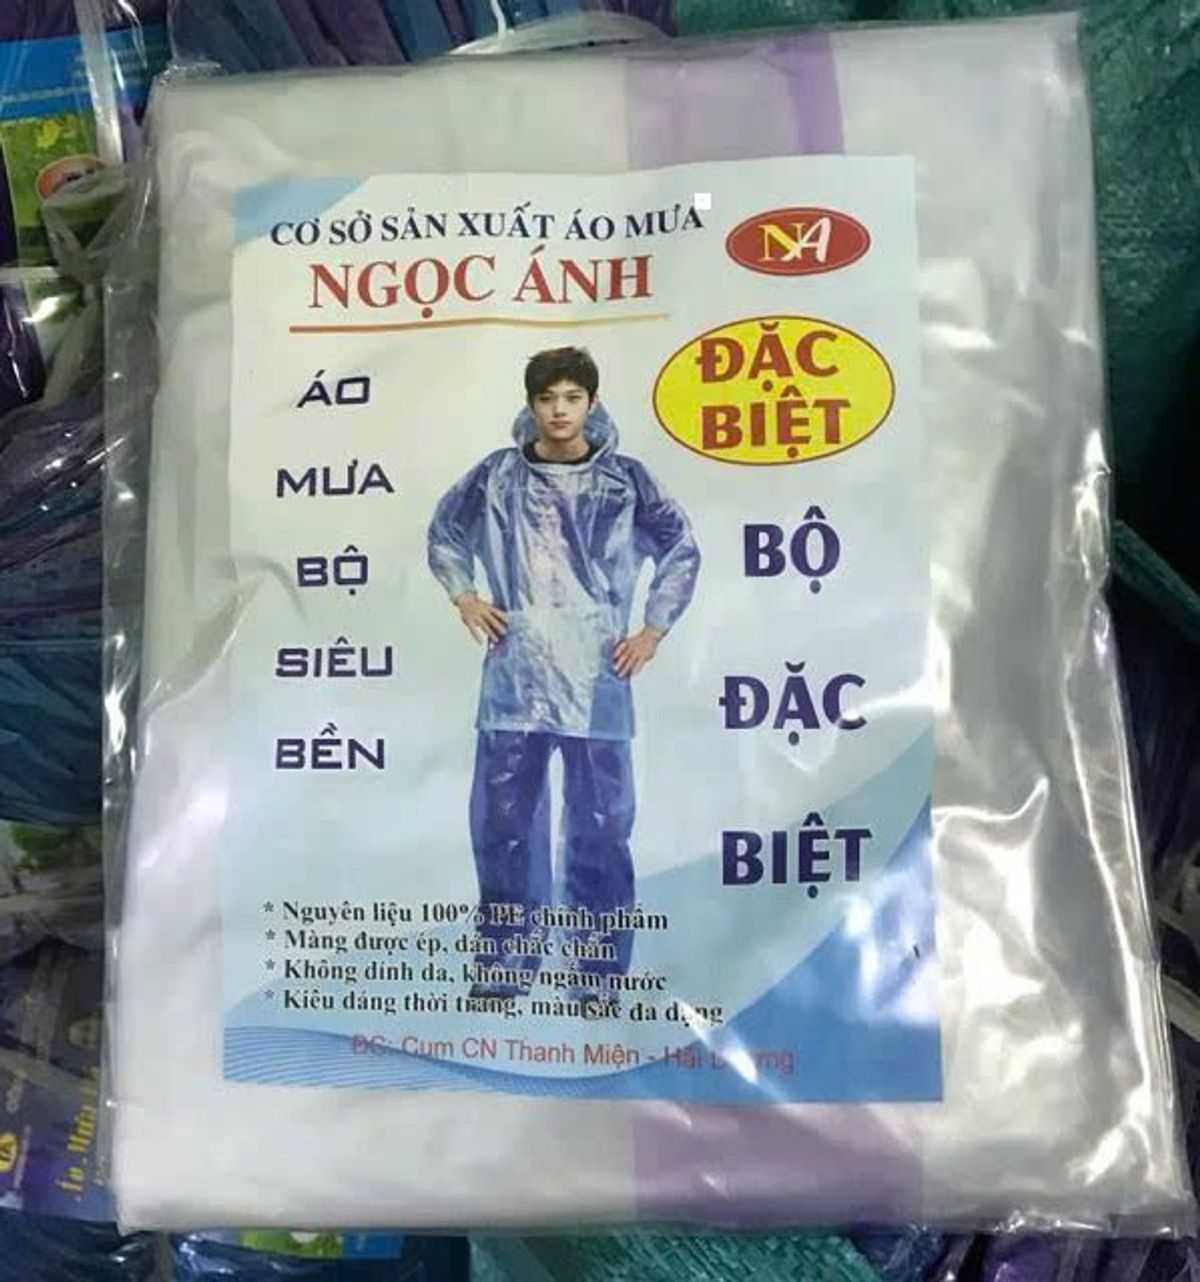 CƠ SỞ SẢN XUẤT ÁO MƯA
NGỌC ÁNH
NA
ĐẶC
BIỆT
ÁO
MƯA
BỘ
SIÊU
BỀN
BỘ
ĐẶC
BIỆT
* Nguyên liệu 100% PE chính phẩm
* Màng được ép, dán chắc chắn
* Không dính da, không ngấm nước
* Kiểu dáng thời trang, màu sắc đa dạng
ĐC: Cụm CN Thanh Miện - Hải Dương
Áo Mưa